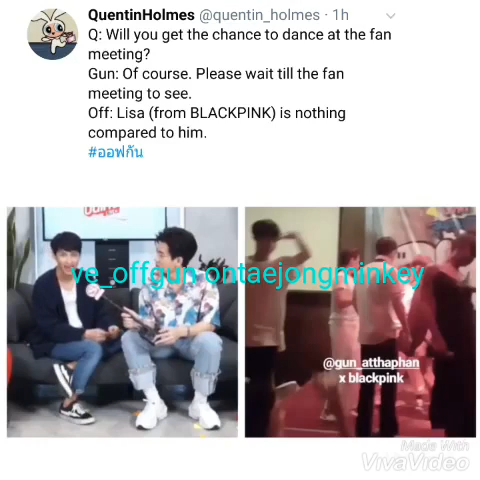 QuentinHolmes @quentin_holmes · 1h
Q: Will you get the chance to dance at the fan
meeting?
Gun: Of course. Please wait till the fan
meeting to see.
Off: Lisa (from BLACKPINK) is nothing
compared to him.
#ออฟกัน
ve_offgun ontaejongminkey
@gun_atthaphan
x blackpink
Made With
VivaVideo